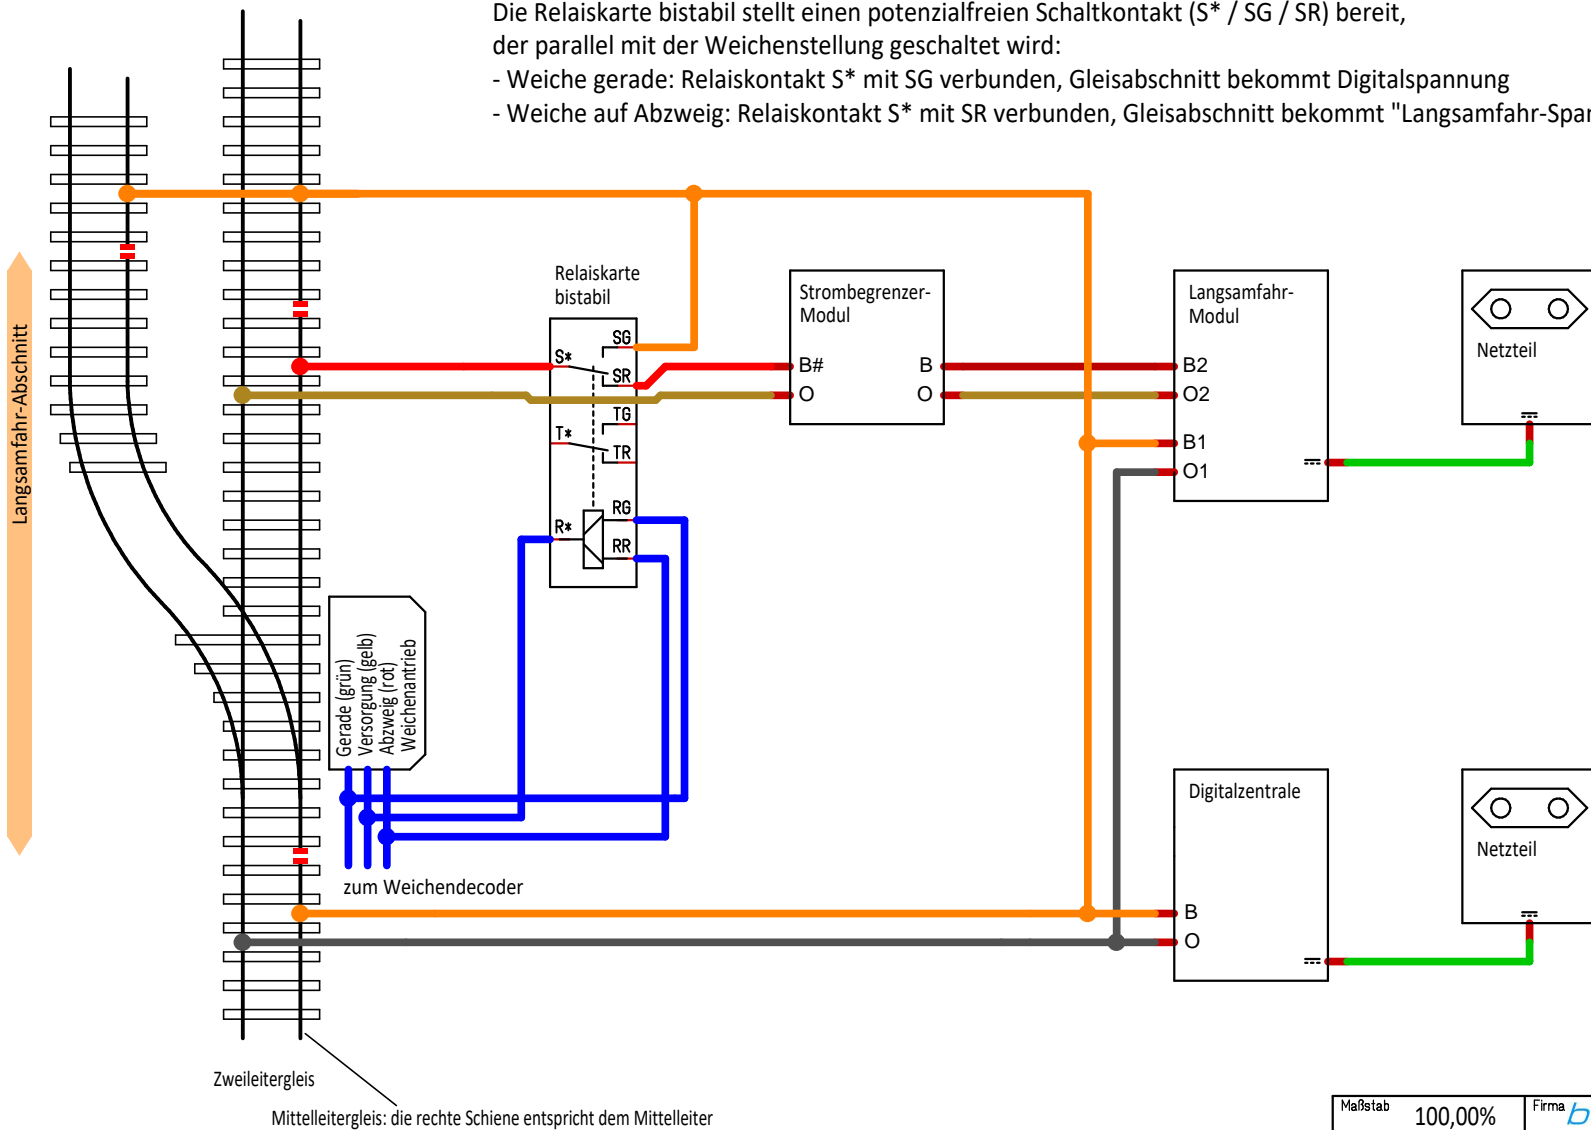 Die Relaiskarte bistabil stellt einen potenzialfreien Schaltkontakt (S* / SG / SR) bereit,
der parallel mit der Weichenstellung geschaltet wird:
- Weiche gerade: Relaiskontakt S* mit SG verbunden, Gleisabschnitt bekommt Digitalspannung
- Weiche auf Abzweig: Relaiskontakt S* mit SR verbunden, Gleisabschnitt bekommt "Langsamfahr-Span
Langsamfahr-Abschnitt
Relaiskarte
bistabil
S*
SG
SR
T*
TG
TR
R*
RG
RR
Strombegrenzer-
Modul
B#
O
B
O
Langsamfahr-
Modul
B2
O2
B1
O1
Netzteil
Gerade (grün)
Versorgung (gelb)
Abzweig (rot)
Weichenantrieb
zum Weichendecoder
Digitalzentrale
B
O
Netzteil
Zweileitergleis
Mittelleitergleis: die rechte Schiene entspricht dem Mittelleiter
Maßstab
100,00%
Firma
b